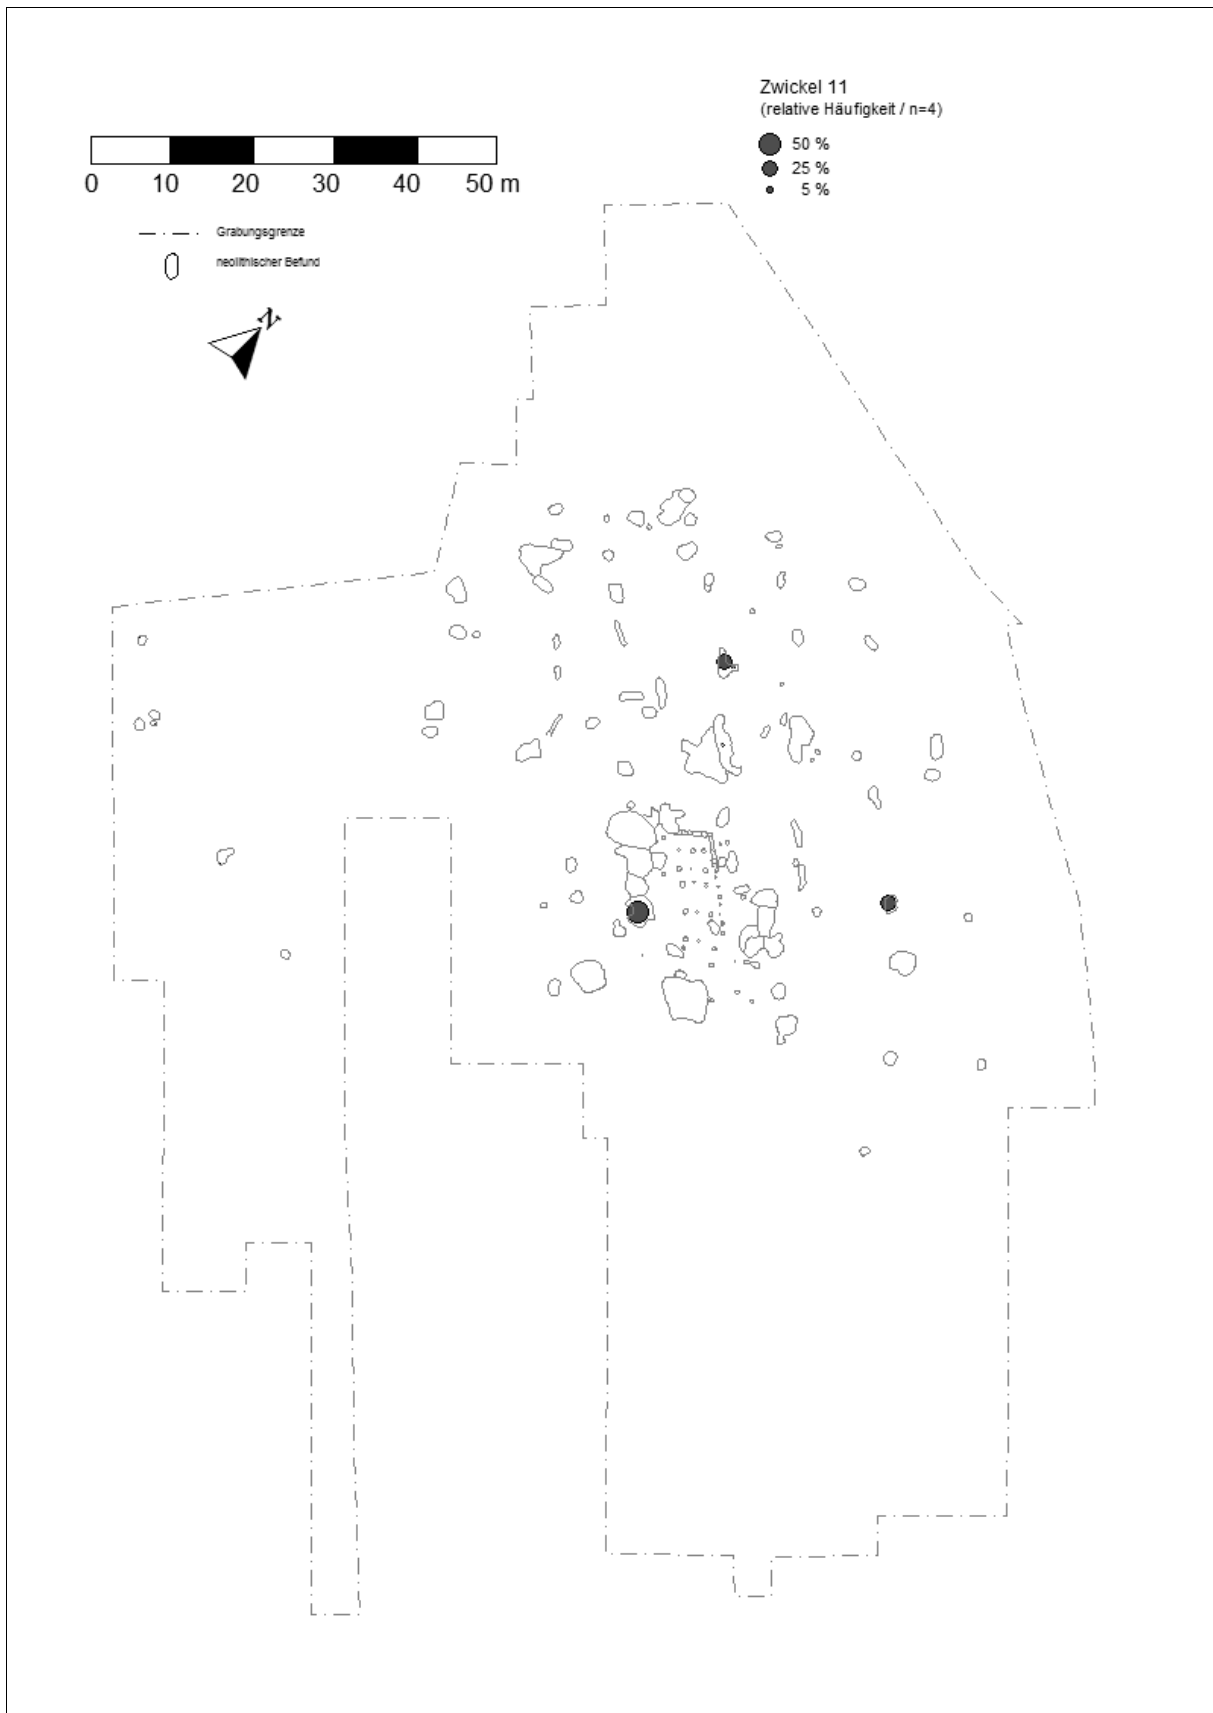 Zwickel 11
(relative Häufigkeit / n=4)
50 %
25 %
5 %
0 10 20 30 40 50 m
Grabungsgrenze
neolithischer Befund
N